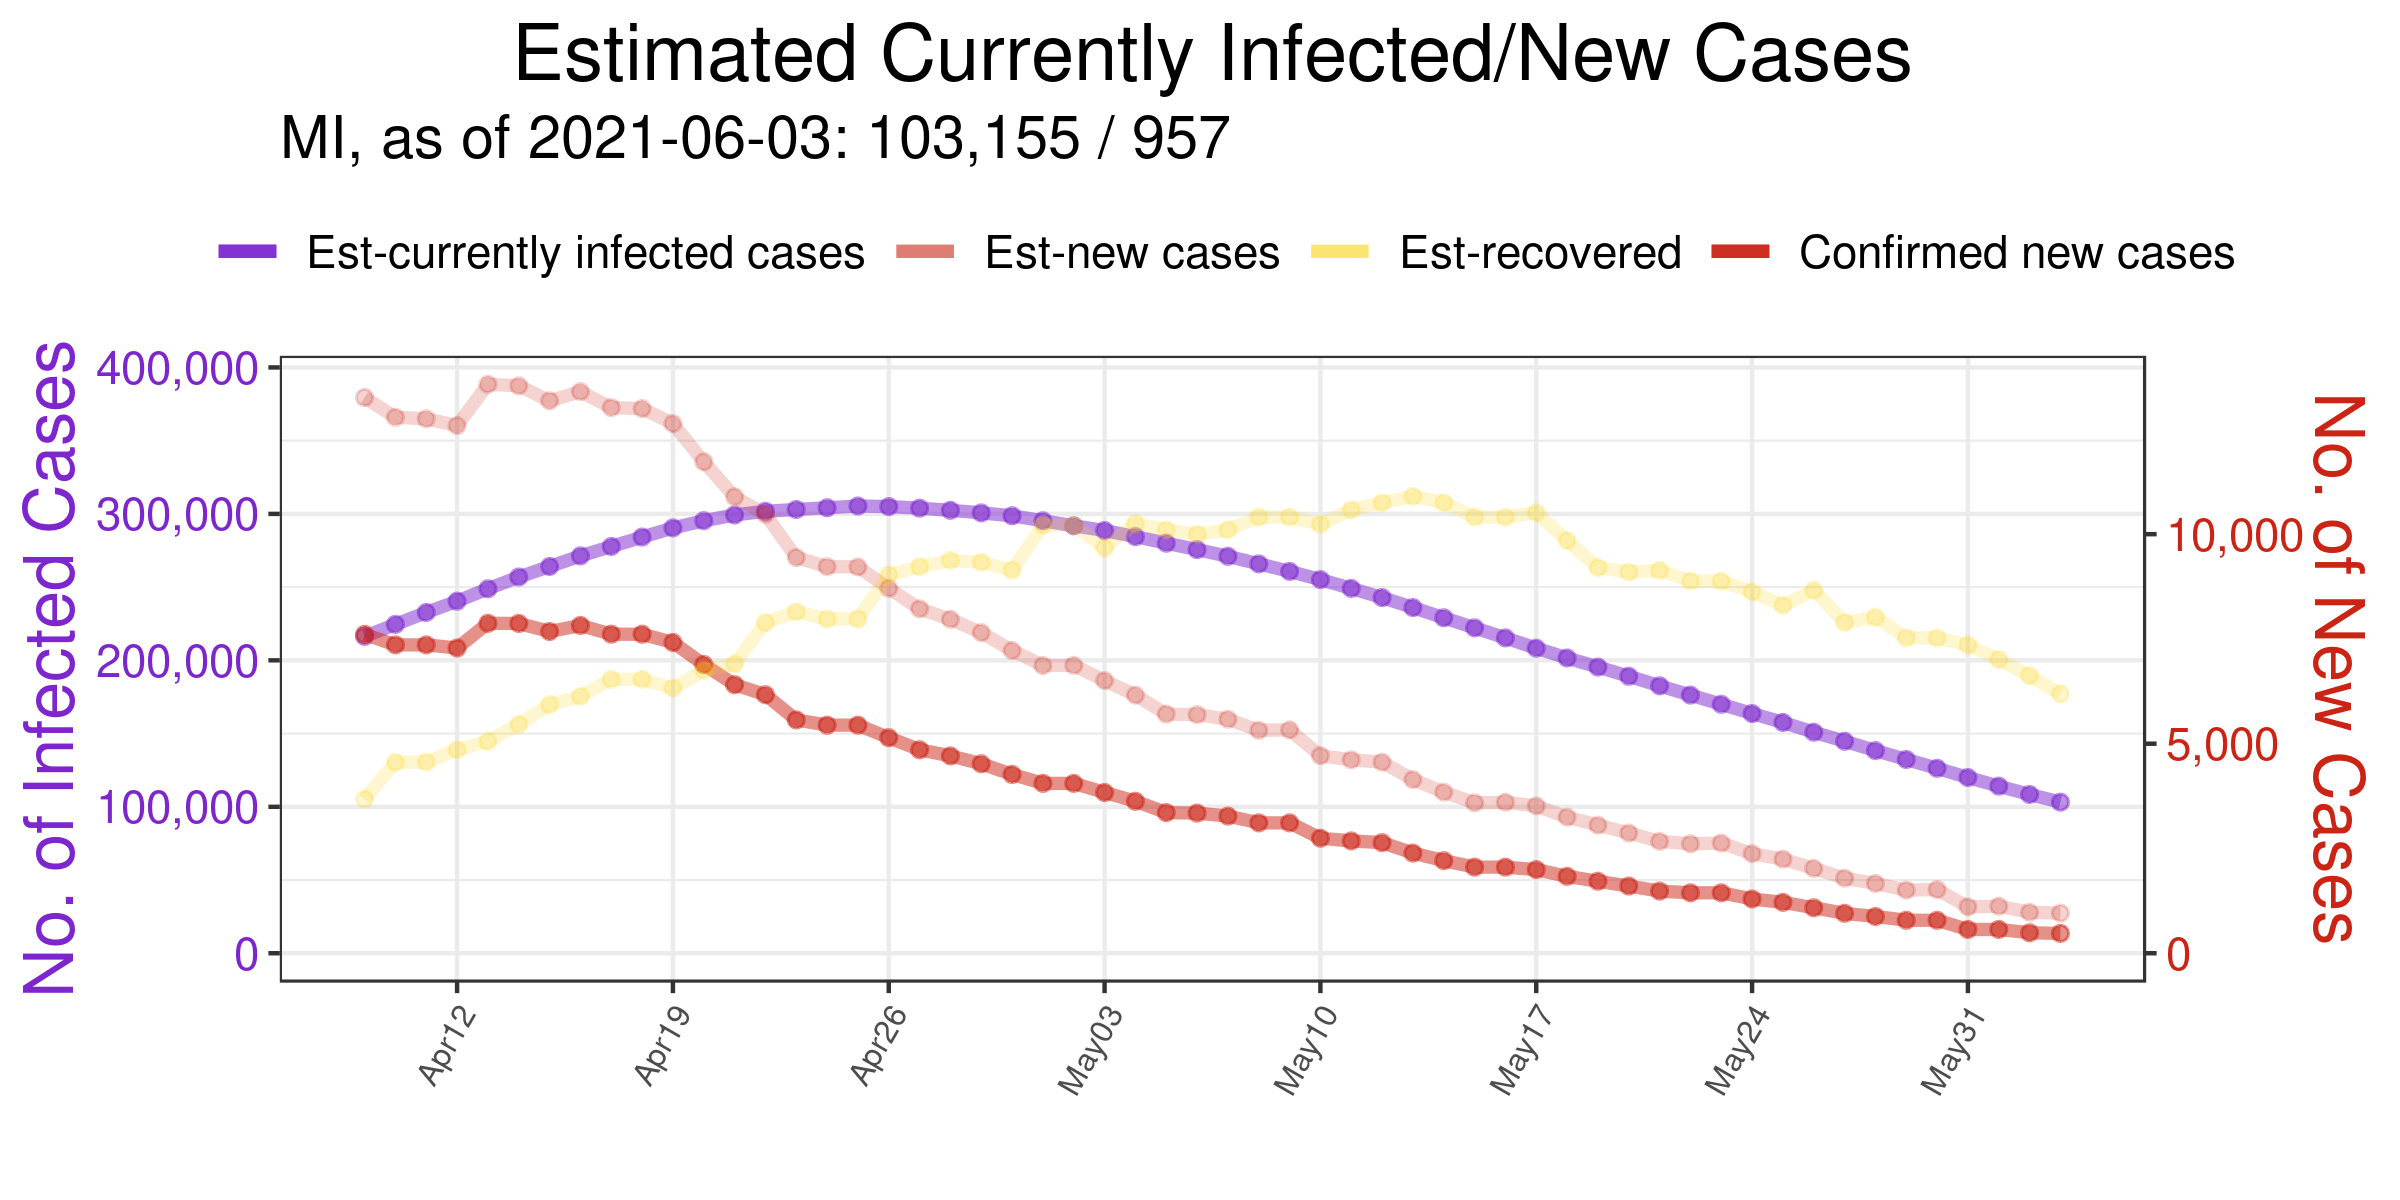 Estimated Currently Infected/New Cases
MI, as of 2021-06-03: 103,155 / 957
Est-currently infected cases Est-new cases Est-recovered Confirmed new cases
No. of Infected Cases
400,000
300,000
200,000
100,000
0
No. of New Cases
10,000
5,000
0
Apr12 Apr19 Apr26 May03 May10 May17 May24 May31